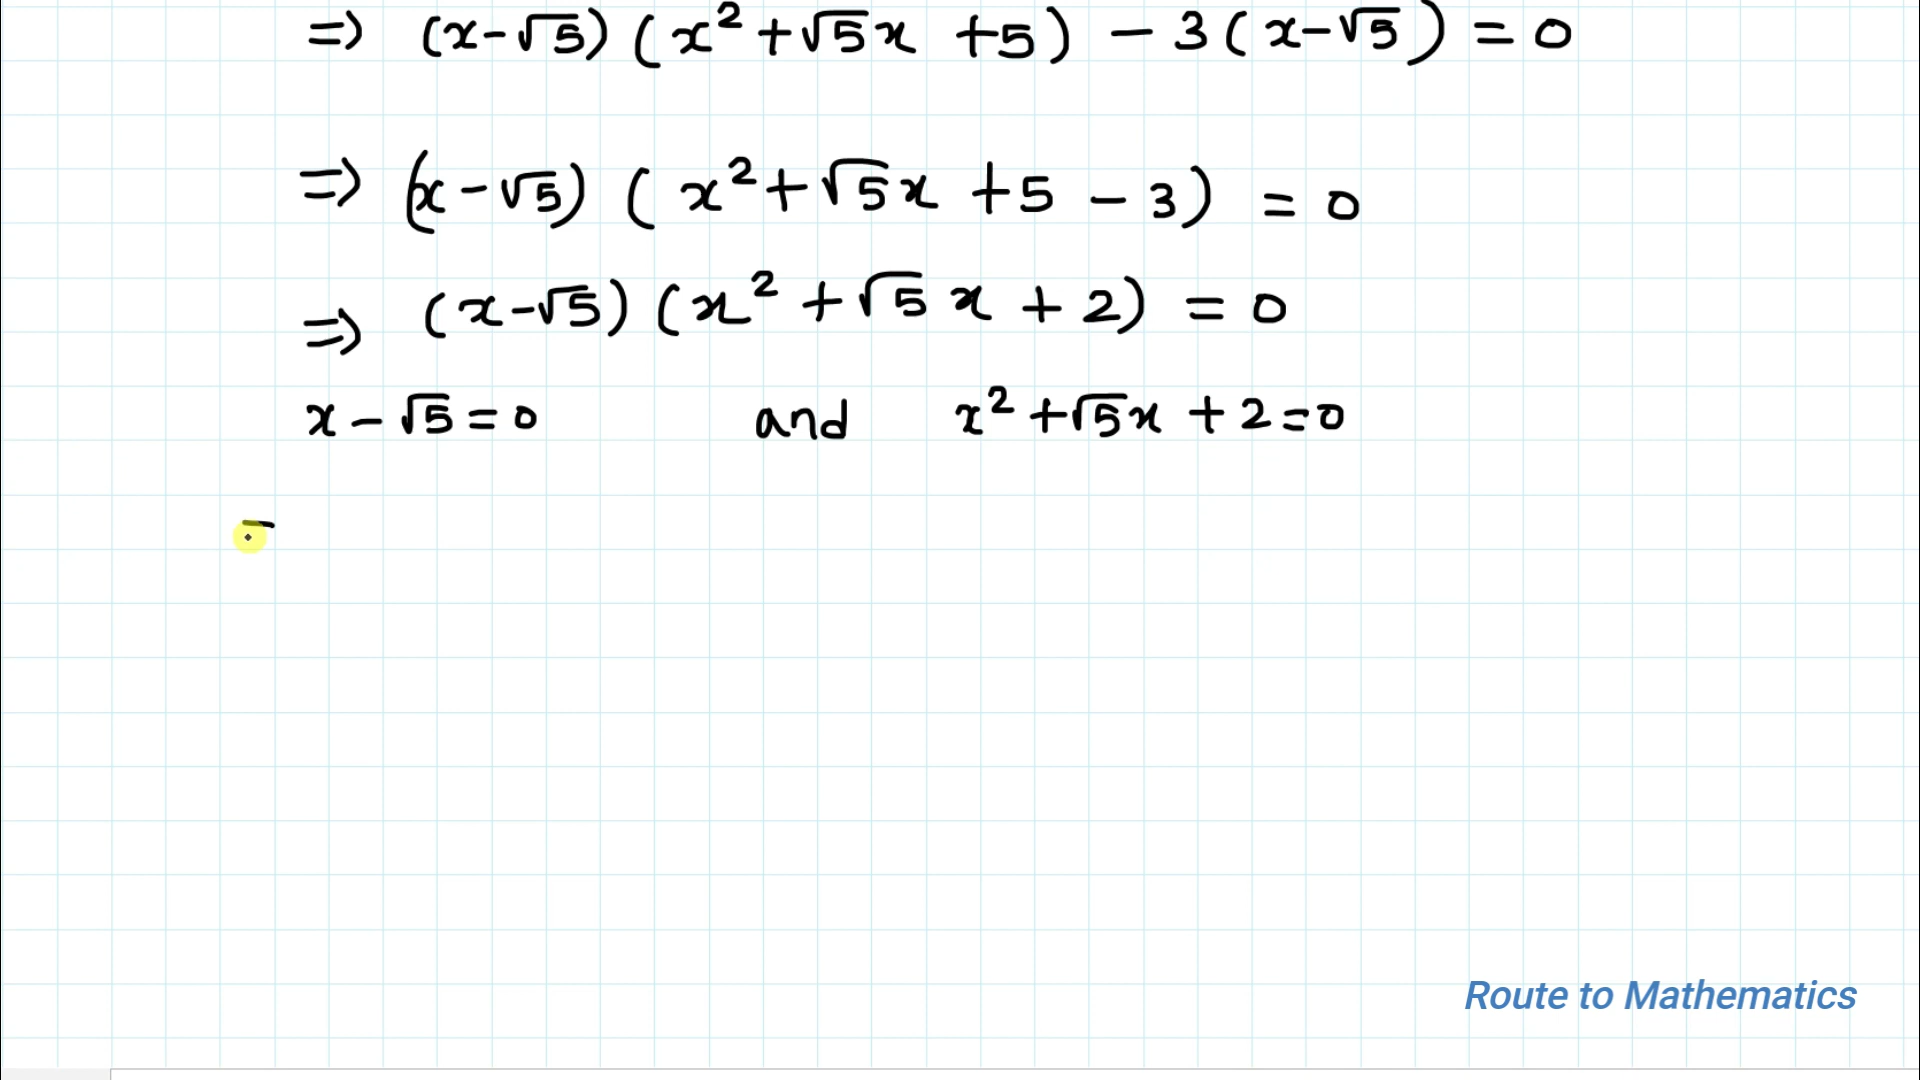 => (x-√5) (x² + √5x + 5) - 3 (x-√5) = 0
=> (x-√5) (x² + √5x + 5 - 3) = 0
=> (x-√5) (x² + √5 x + 2) = 0
x - √5 = 0 and x² + √5x + 2 = 0
Route to Mathematics